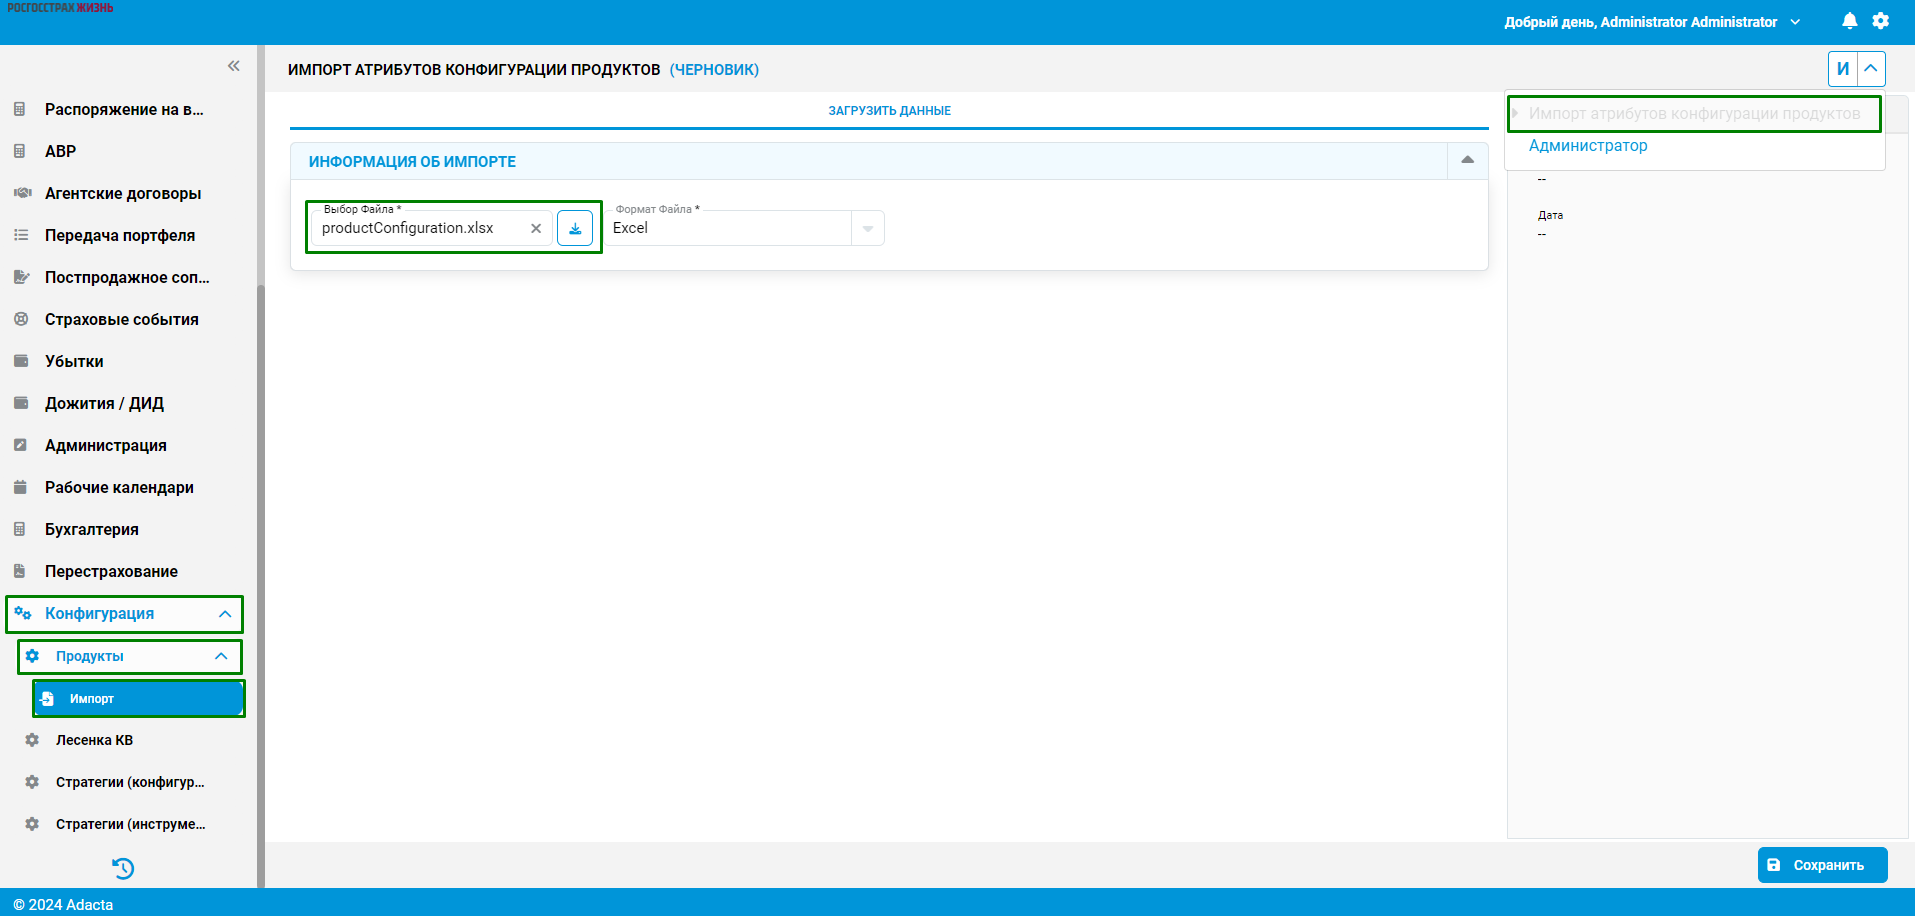 РОСГОССТРАХ ЖИЗНЬ
Добрый день, Administrator Administrator
ИМПОРТ АТРИБУТОВ КОНФИГУРАЦИИ ПРОДУКТОВ (ЧЕРНОВИК)
И
Распоряжение на в...
АВР
Агентские договоры
Передача портфеля
Постпродажное соп...
Страховые события
Убытки
Дожития / ДИД
Администрация
Рабочие календари
Бухгалтерия
Перестрахование
Конфигурация
Продукты
Импорт
Лесенка КВ
Стратегии (конфигур...
Стратегии (инструме...
ЗАГРУЗИТЬ ДАННЫЕ
ИНФОРМАЦИЯ ОБ ИМПОРТЕ
Выбор Файла *
productConfiguration.xlsx
Формат Файла *
Excel
Импорт атрибутов конфигурации продуктов
Администратор
--
Дата
--
Сохранить
© 2024 Adacta